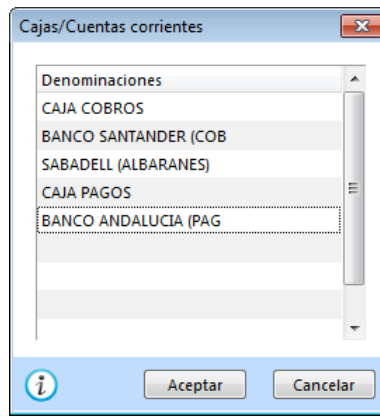 Cajas/Cuentas corrientes
Denominaciones
CAJA COBROS
BANCO SANTANDER (COB
SABADELL (ALBARANES)
CAJA PAGOS
BANCO ANDALUCIA (PAG
i Aceptar Cancelar